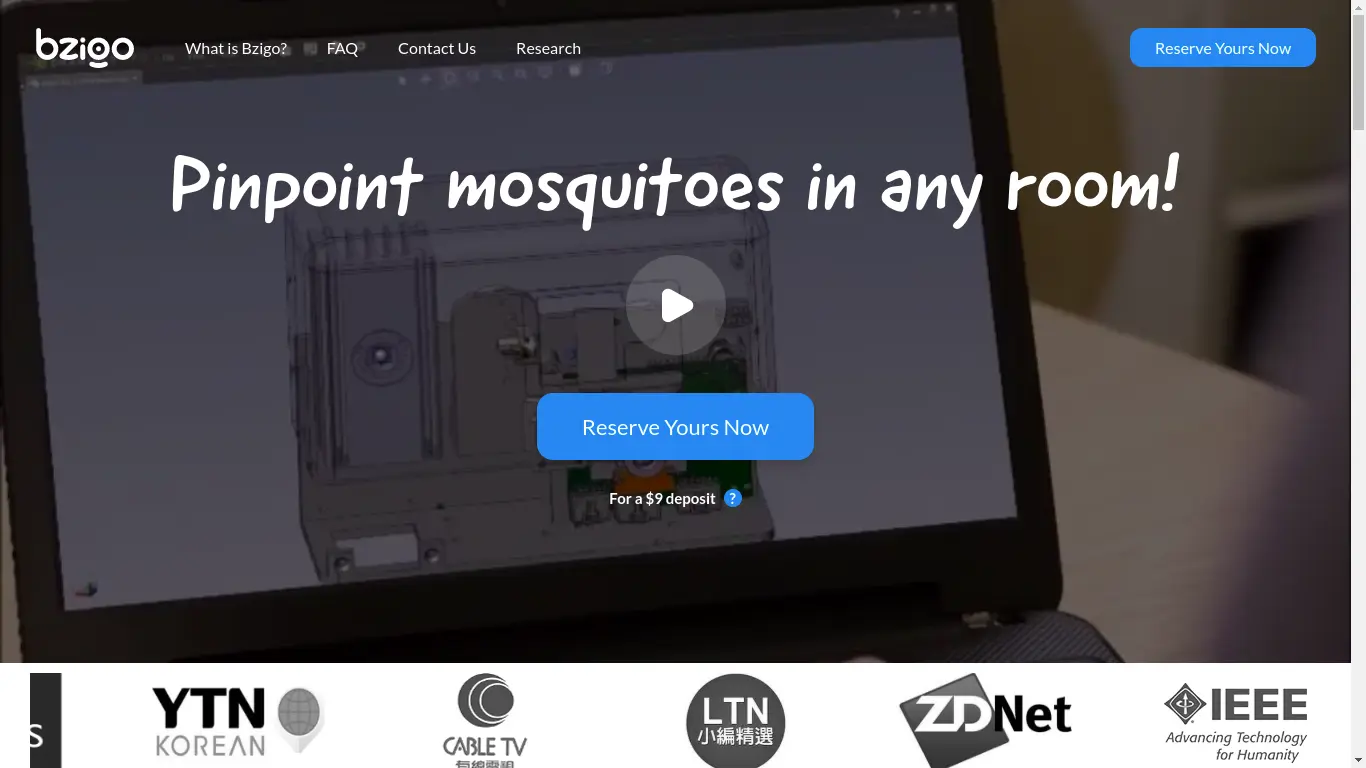 bzigo
What is Bzigo?
FAQ
Contact Us
Research
Reserve Yours Now
Pinpoint mosquitoes in any room!
Reserve Yours Now
For a $9 deposit ?
S
YTN
KOREAN
CABLE TV
有線電視
LTN
小編精選
ZDNet
IEEE
Advancing Technology
for Humanity